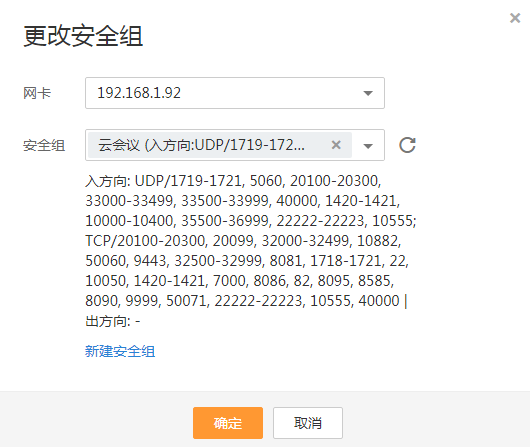 更改安全组
网卡
192.168.1.92
安全组
云会议 (入方向:UDP/1719-172...
入方向: UDP/1719-1721, 5060, 20100-20300,
33000-33499, 33500-33999, 40000, 1420-1421,
10000-10400, 35500-36999, 22222-22223, 10555;
TCP/20100-20300, 20099, 32000-32499, 10882,
50060, 9443, 32500-32999, 8081, 1718-1721, 22,
10050, 1420-1421, 7000, 8086, 82, 8095, 8585,
8090, 9999, 50071, 22222-22223, 10555, 40000 |
出方向: -
新建安全组
确定
取消